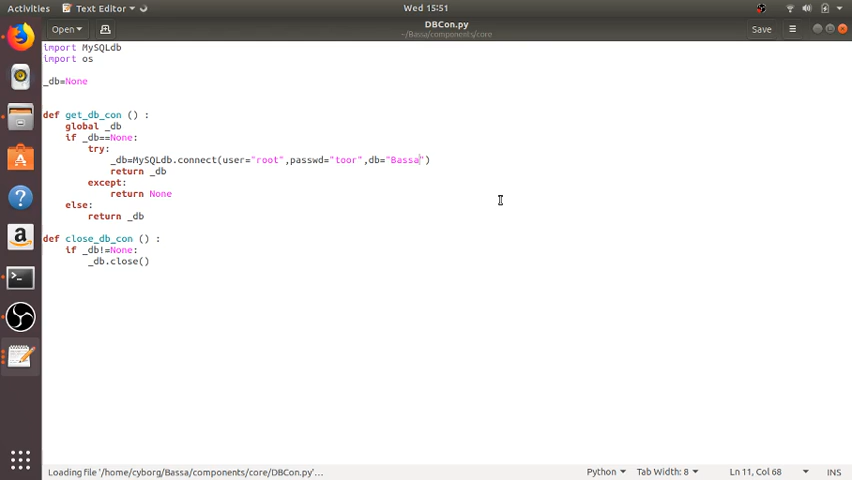 Activities Text Editor Wed 15:51
Open DBCon.py Save
~/Bassa/components/core
import MySQLdb
import os
_db=None
def get_db_con () :
global _db
if _db==None:
try:
_db=MySQLdb.connect(user="root",passwd="toor",db="Bassa")
return _db
except:
return None
else:
return _db
def close_db_con () :
if _db!=None:
_db.close()
Loading file '/home/cyborg/Bassa/components/core/DBCon.py'… Python Tab Width: 8 Ln 11, Col 68 INS